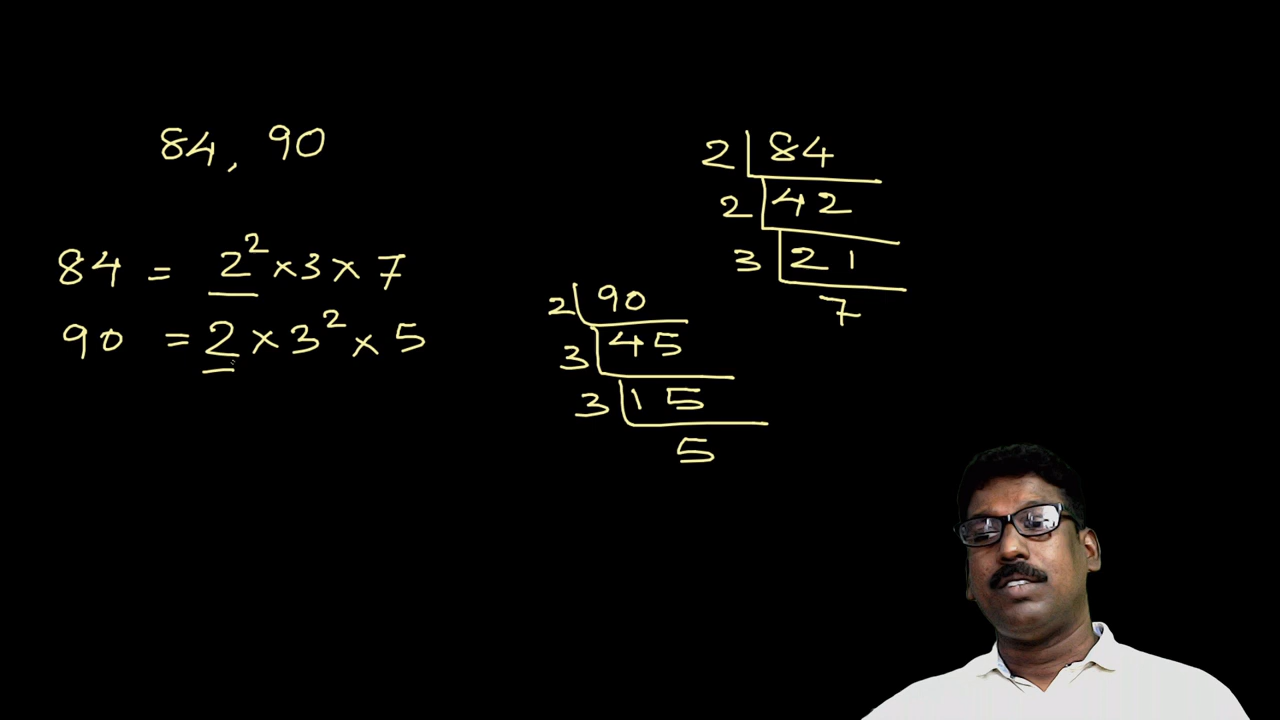 84, 90
84 = 2² × 3 × 7
90 = 2 × 3² × 5
2 | 84
2 | 42
3 | 21
7
2 | 90
3 | 45
3 | 15
5